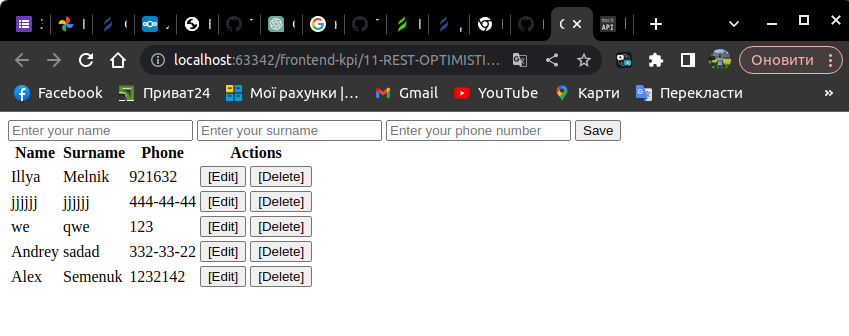 localhost:63342/frontend-kpi/11-REST-OPTIMISTI... Оновити
Facebook Приват24 Мої рахунки |... Gmail YouTube Карти Перекласти »
Enter your name Enter your surname Enter your phone number Save
Name Surname Phone Actions
Illya Melnik 921632 [Edit] [Delete]
jjjjjj jjjjjj 444-44-44 [Edit] [Delete]
we qwe 123 [Edit] [Delete]
Andrey sadad 332-33-22 [Edit] [Delete]
Alex Semenuk 1232142 [Edit] [Delete]